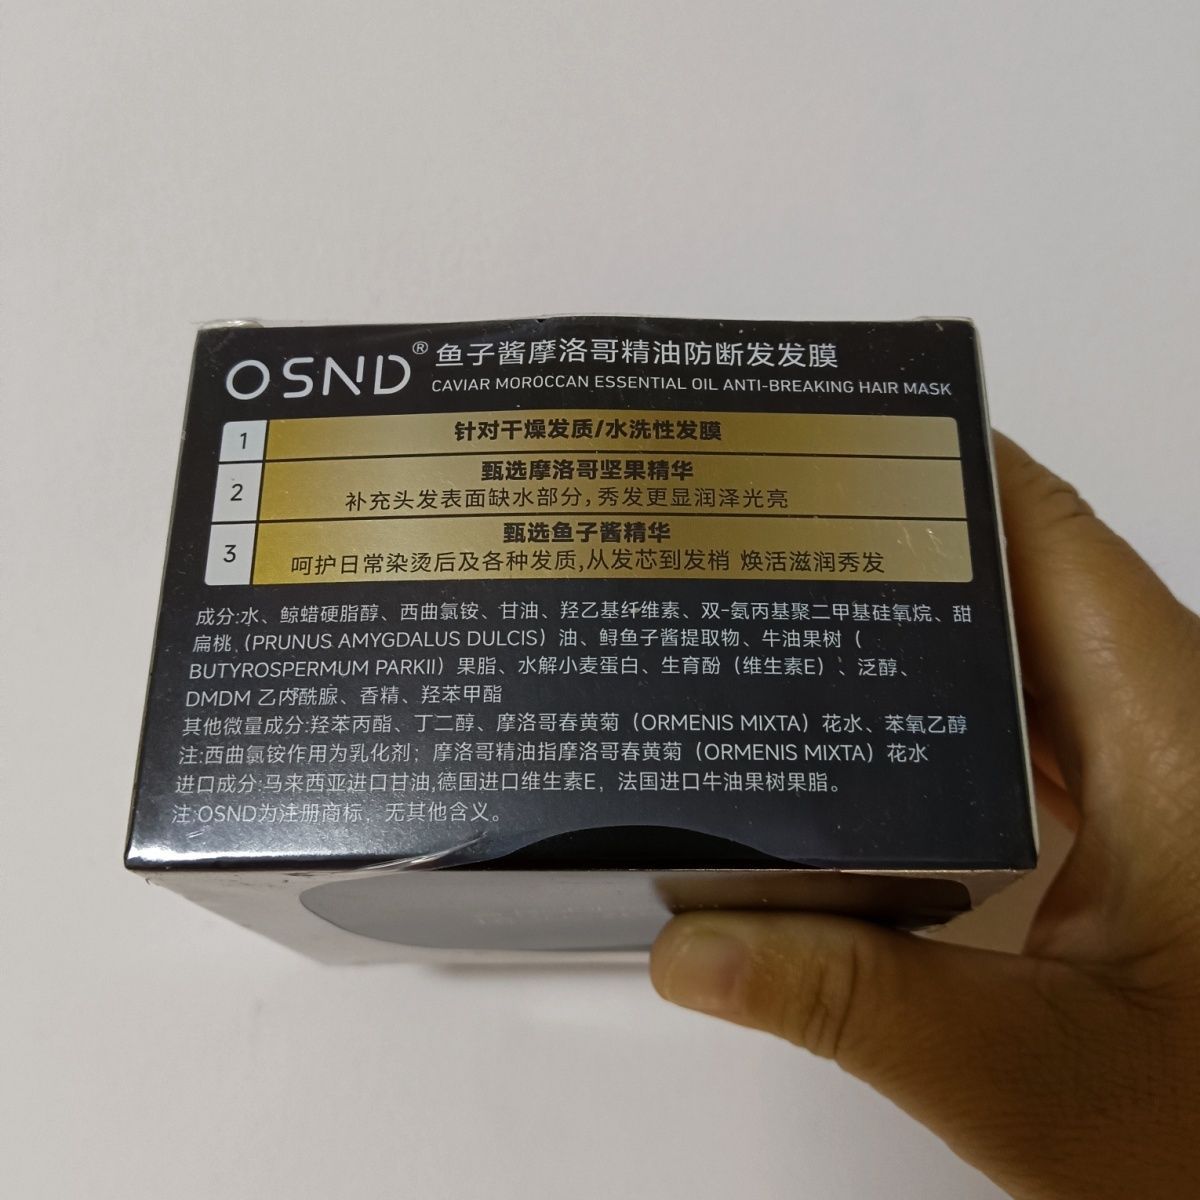 OSND® 鱼子酱摩洛哥精油防断发发膜
CAVIAR MOROCCAN ESSENTIAL OIL ANTI-BREAKING HAIR MASK
1 针对干燥发质/水洗性发膜
2 甄选摩洛哥坚果精华
补充头发表面缺水部分,秀发更显润泽光亮
3 甄选鱼子酱精华
呵护日常染烫后及各种发质,从发芯到发梢 焕活滋润秀发
成分:水、鲸蜡硬脂醇、西曲氯铵、甘油、羟乙基纤维素、双-氨丙基聚二甲基硅氧烷、甜
扁桃 (PRUNUS AMYGDALUS DULCIS) 油、鲟鱼子酱提取物、牛油果树 (
BUTYROSPERMUM PARKII) 果脂、水解小麦蛋白、生育酚 (维生素E) 、泛醇、
DMDM 乙内酰脲、香精、羟苯甲酯
其他微量成分:羟苯丙酯、丁二醇、摩洛哥春黄菊 (ORMENIS MIXTA) 花水、苯氧乙醇
注:西曲氯铵作用为乳化剂; 摩洛哥精油指摩洛哥春黄菊 (ORMENIS MIXTA) 花水
进口成分:马来西亚进口甘油,德国进口维生素E, 法国进口牛油果树果脂。
注:OSND为注册商标, 无其他含义。